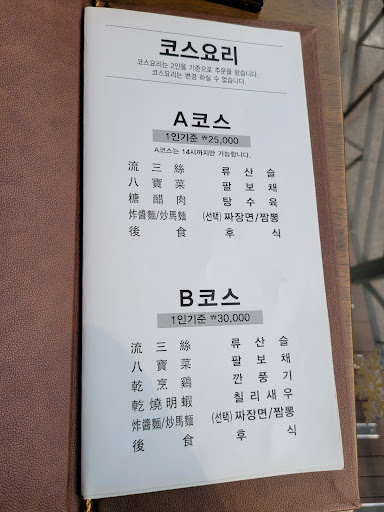 코스요리
코스요리는 2인을 기준으로 주문을 받습니다.
코스요리는 변경 하실 수 없습니다.
A코스
1인기준 ₩25,000
A코스는 14시까지만 가능합니다.
流三絲 류산슬
八寶菜 팔보채
糖醋肉 탕수육
炸醬麵/炒馬麵 (선택) 짜장면/짬뽕
後食 후식
B코스
1인기준 ₩30,000
流三絲 류산슬
八寶菜 팔보채
乾烹鷄 깐풍기
乾燒明蝦 칠리새우
炸醬麵/炒馬麵 (선택) 짜장면/짬뽕
後食 후식